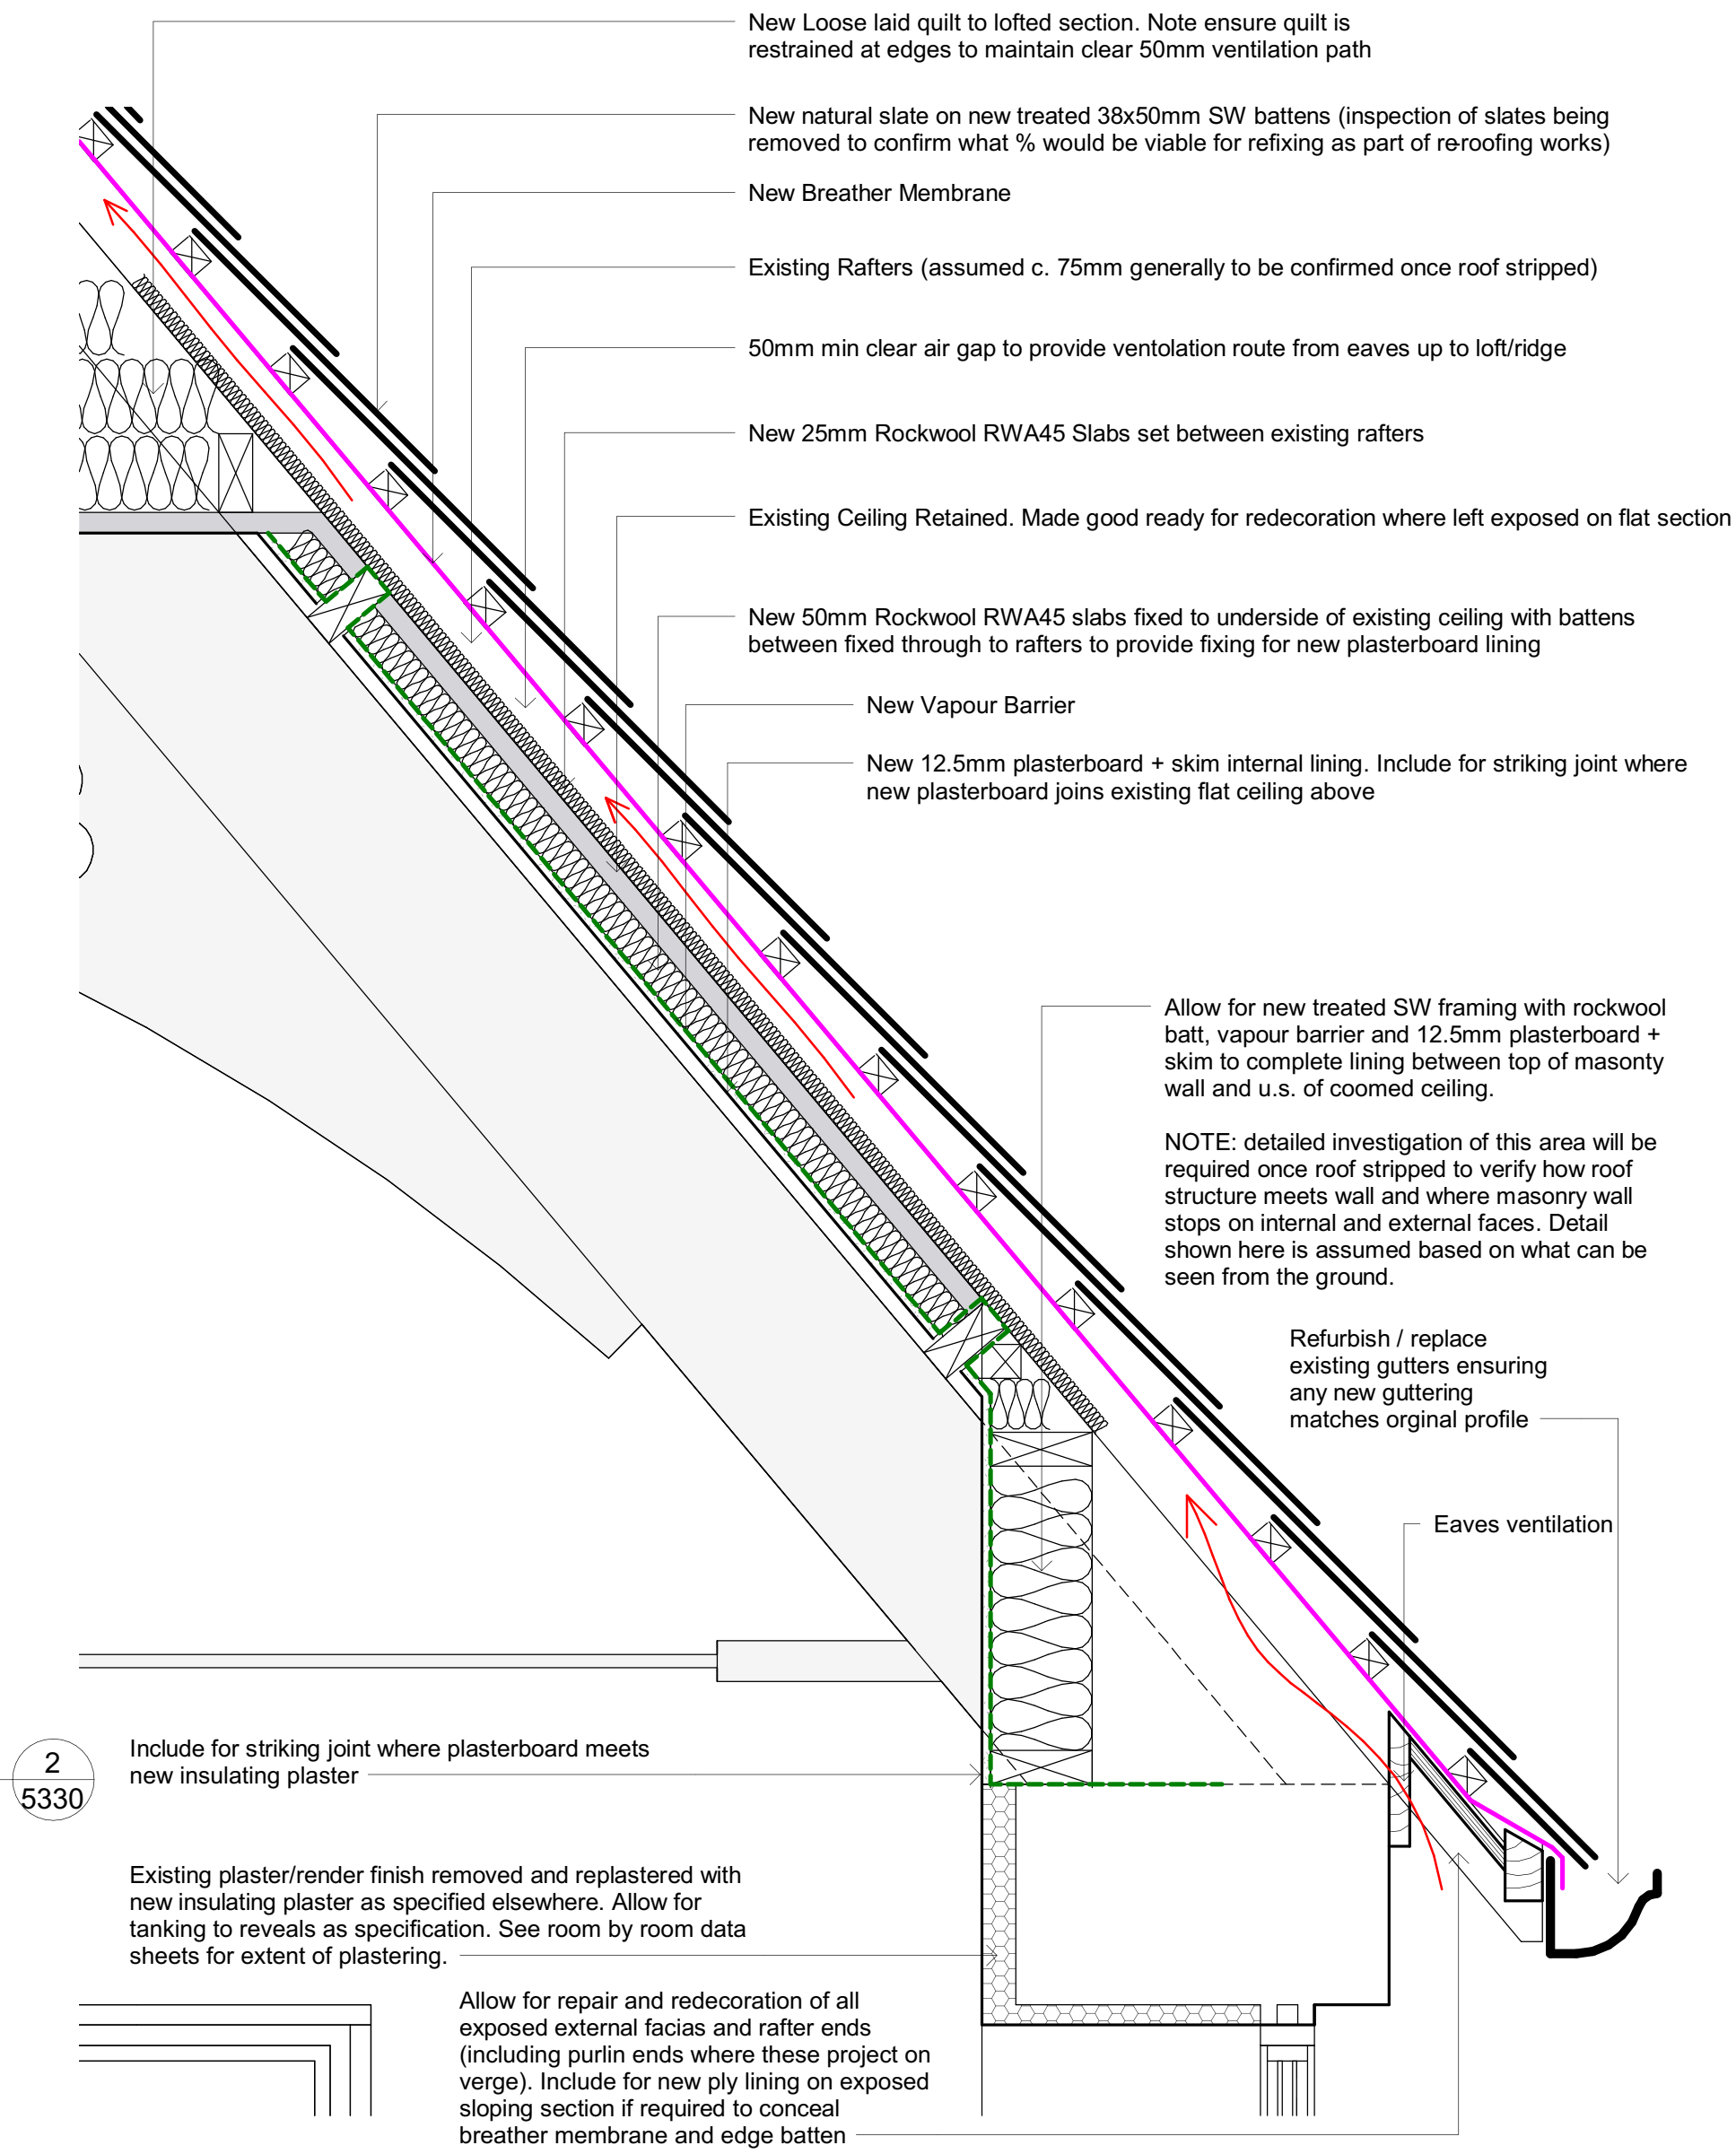 New Loose laid quilt to lofted section. Note ensure quilt is
restrained at edges to maintain clear 50mm ventilation path
New natural slate on new treated 38x50mm SW battens (inspection of slates being
removed to confirm what % would be viable for refixing as part of re-roofing works)
New Breather Membrane
Existing Rafters (assumed c. 75mm generally to be confirmed once roof stripped)
50mm min clear air gap to provide ventolation route from eaves up to loft/ridge
New 25mm Rockwool RWA45 Slabs set between existing rafters
Existing Ceiling Retained. Made good ready for redecoration where left exposed on flat section
New 50mm Rockwool RWA45 slabs fixed to underside of existing ceiling with battens
between fixed through to rafters to provide fixing for new plasterboard lining
New Vapour Barrier
New 12.5mm plasterboard + skim internal lining. Include for striking joint where
new plasterboard joins existing flat ceiling above
Allow for new treated SW framing with rockwool
batt, vapour barrier and 12.5mm plasterboard +
skim to complete lining between top of masonty
wall and u.s. of coomed ceiling.
NOTE: detailed investigation of this area will be
required once roof stripped to verify how roof
structure meets wall and where masonry wall
stops on internal and external faces. Detail
shown here is assumed based on what can be
seen from the ground.
Refurbish / replace
existing gutters ensuring
any new guttering
matches orginal profile
Eaves ventilation
2
5330
Include for striking joint where plasterboard meets
new insulating plaster
Existing plaster/render finish removed and replastered with
new insulating plaster as specified elsewhere. Allow for
tanking to reveals as specification. See room by room data
sheets for extent of plastering.
Allow for repair and redecoration of all
exposed external facias and rafter ends
(including purlin ends where these project on
verge). Include for new ply lining on exposed
sloping section if required to conceal
breather membrane and edge batten